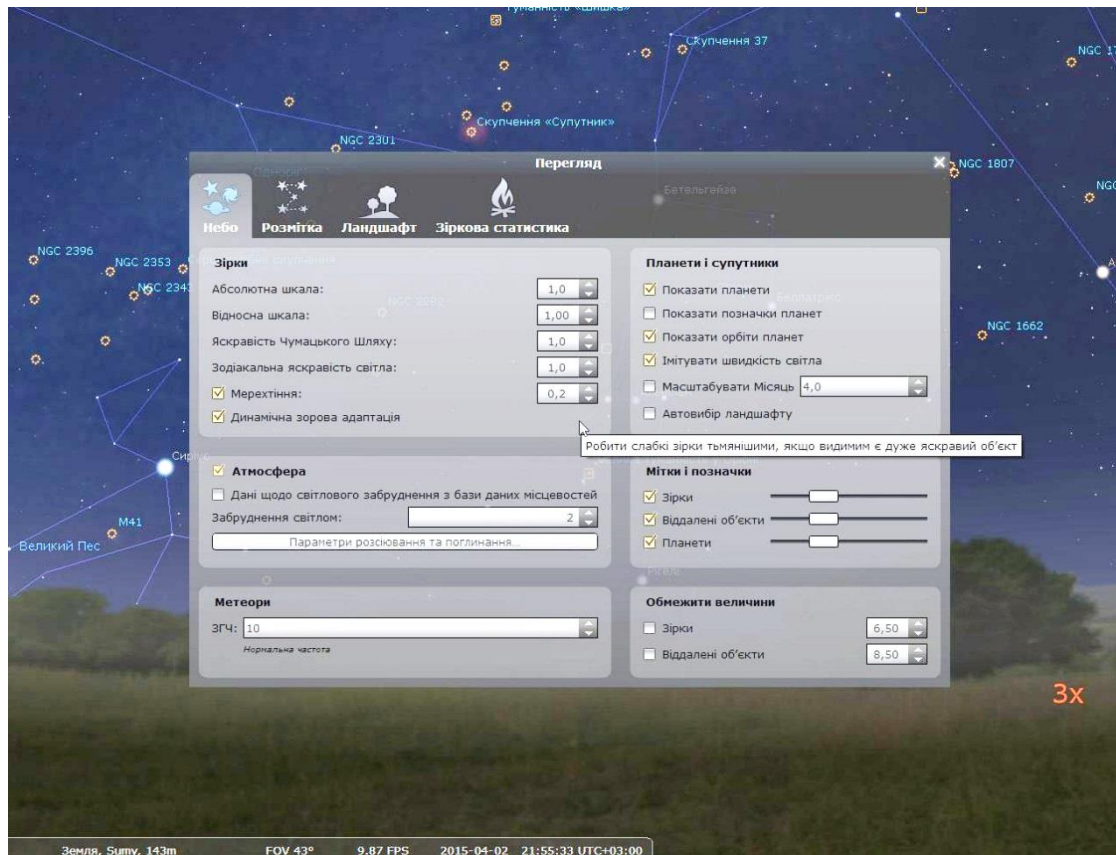 Туманність «Шишка»
Скупчення 37
Скупчення «Супутник»
NGC 2301
NGC 1807
NGC 2396
NGC 2353
NGC 1662
M41
Великий Пес
Бетельгейзе
Перегляд
Небо
Розмітка
Ландшафт
Зіркова статистика
Зірки
Абсолютна шкала: 1,0
Відносна шкала: 1,00
Яскравість Чумацького Шляху: 1,0
Зодіакальна яскравість світла: 1,0
Мерехтіння: 0,2
Динамічна зорова адаптація
Планети і супутники
Показати планети
Показати позначки планет
Показати орбіти планет
Імітувати швидкість світла
Масштабувати Місяць 4,0
Автовибір ландшафту
Робити слабкі зірки тьмянішими, якщо видимим є дуже яскравий об'єкт
Атмосфера
Дані щодо світлового забруднення з бази даних місцевостей
Забруднення світлом: 2
Параметри розсіювання та поглинання...
Мітки і позначки
Зірки
Віддалені об'єкти
Планети
Рігель
Метеори
ЗГЧ: 10
Нормальна частота
Обмежити величини
Зірки 6,50
Віддалені об'єкти 8,50
3x
Земля, Sumy, 143m FOV 43° 9.87 FPS 2015-04-02 21:55:33 UTC+03:00